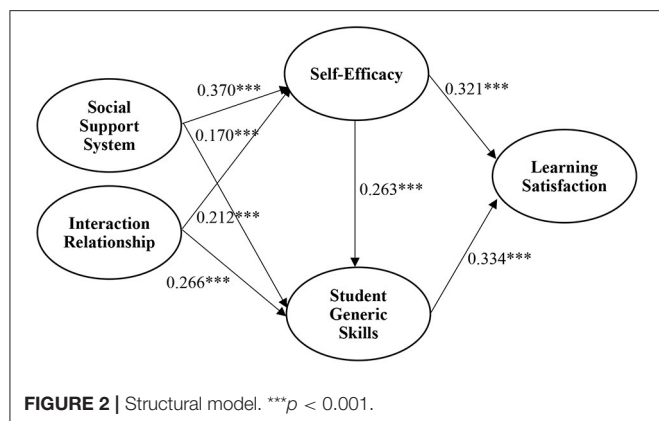 Self-Efficacy
0.370***
0.321***
Social
Support
System
0.170***
Learning
Satisfaction
0.263***
Interaction
Relationship
0.212***
0.334***
0.266***
Student
Generic
Skills
FIGURE 2 | Structural model. ***p < 0.001.